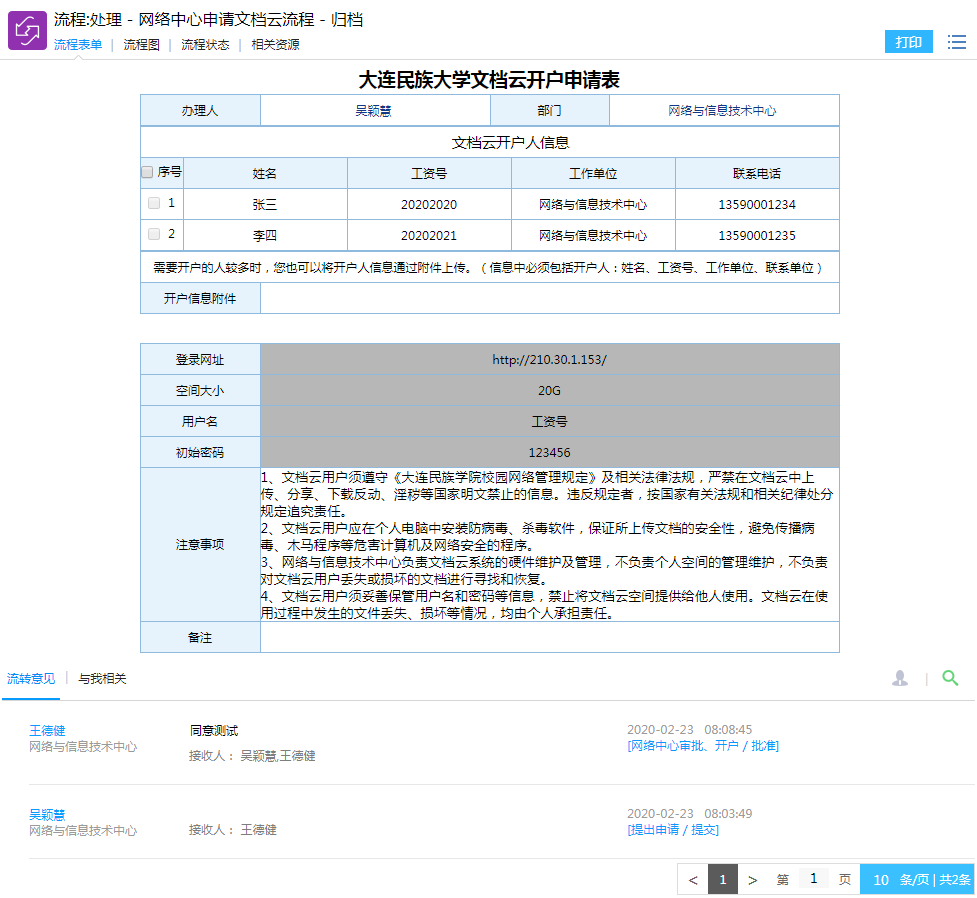 流程:处理 - 网络中心申请文档云流程 - 归档
流程表单 | 流程图 | 流程状态 | 相关资源
打印
大连民族大学文档云开户申请表
办理人 吴颖慧 部门 网络与信息技术中心
文档云开户人信息
序号 姓名 工资号 工作单位 联系电话
1 张三 20202020 网络与信息技术中心 13590001234
2 李四 20202021 网络与信息技术中心 13590001235
需要开户的人较多时，您也可以将开户人信息通过附件上传。（信息中必须包括开户人：姓名、工资号、工作单位、联系单位）
开户信息附件
登录网址 http://210.30.1.153/
空间大小 20G
用户名 工资号
初始密码 123456
注意事项
1、文档云用户须遵守《大连民族学院校园网络管理规定》及相关法律法规，严禁在文档云中上
传、分享、下载反动、淫秽等国家明文禁止的信息。违反规定者，按国家有关法规和相关纪律处分
规定追究责任。
2、文档云用户应在个人电脑中安装防病毒、杀毒软件，保证所上传文档的安全性，避免传播病
毒、木马程序等危害计算机及网络安全的程序。
3、网络与信息技术中心负责文档云系统的硬件维护及管理，不负责个人空间的管理维护，不负责
对文档云用户丢失或损坏的文档进行寻找和恢复。
4、文档云用户须妥善保管用户名和密码等信息，禁止将文档云空间提供给他人使用。文档云在使
用过程中发生的文件丢失、损坏等情况，均由个人承担责任。
备注
流转意见 | 与我相关
王德健 同意测试 2020-02-23 08:08:45
网络与信息技术中心 接收人： 吴颖慧,王德健 [网络中心审批、开户 / 批准]
吴颖慧 2020-02-23 08:03:49
网络与信息技术中心 接收人： 王德健 [提出申请 / 提交]
< 1 > 第 1 页 10 条/页 | 共2条